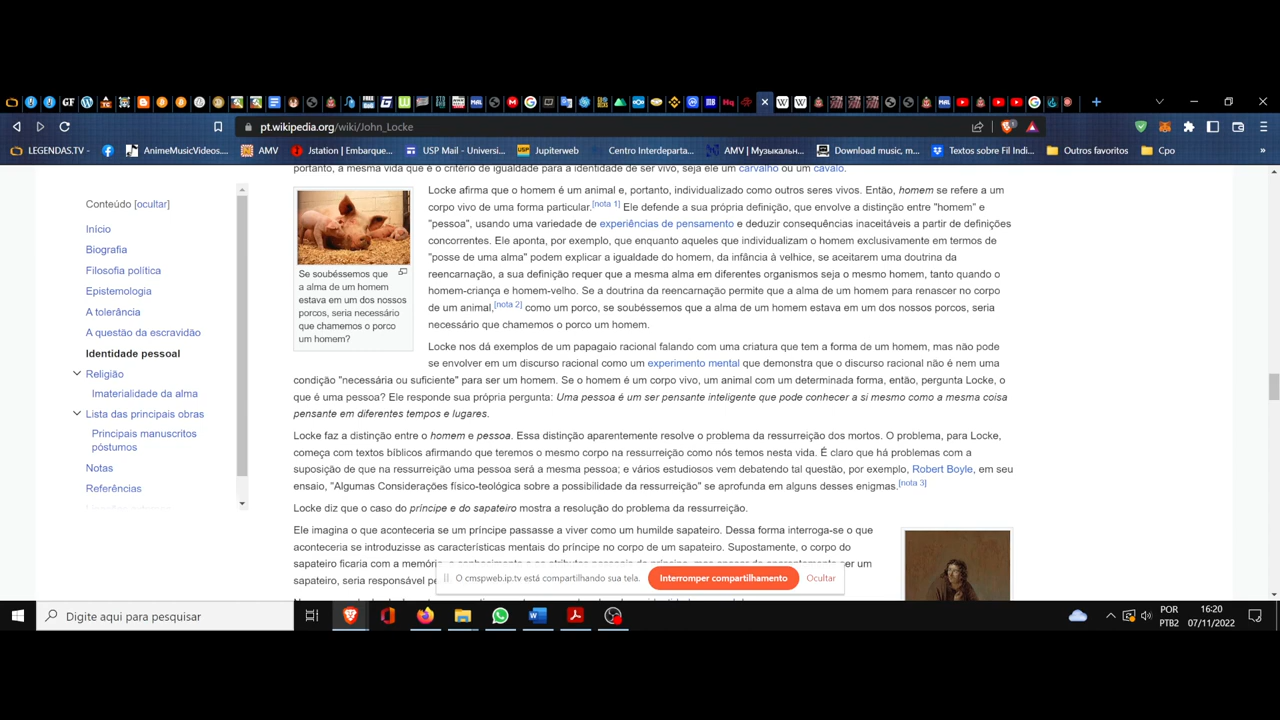 pt.wikipedia.org/wiki/John_Locke
LEGENDAS.TV
AnimeMusicVideos....
AMV
Jstation | Embarque...
USP Mail - Universi...
Jupiterweb
Centro Interdeparta...
AMV | Музыкальн...
Download music, m...
Textos sobre Fil Indi...
Outros favoritos
Cpo
»
Conteúdo [ocultar]
Início
Biografia
Filosofia política
Epistemologia
A tolerância
A questão da escravidão
Identidade pessoal
Religião
Materialidade da alma
Lista das principais obras
Principais manuscritos
póstumos
Notas
Referências
portanto, a mesma vida que é o critério de igualdade para a identidade de ser vivo, seja ele um carvalho ou um cavalo.
Se soubéssemos que
a alma de um homem
estava em um dos nossos
porcos, seria necessário
que chamemos o porco
um homem?
Locke afirma que o homem é um animal e, portanto, individualizado como outros seres vivos. Então, homem se refere a um
corpo vivo de uma forma particular.[nota 1] Ele defende a sua própria definição, que envolve a distinção entre "homem" e
"pessoa", usando uma variedade de experiências de pensamento e deduzir consequências inaceitáveis a partir de definições
concorrentes. Ele aponta, por exemplo, que enquanto aqueles que individualizam o homem exclusivamente em termos de
"posse de uma alma" podem explicar a igualdade do homem, da infância à velhice, se aceitarem uma doutrina da
reencarnação, a sua definição requer que a mesma alma em diferentes organismos seja o mesmo homem, tanto quando o
homem-criança e homem-velho. Se a doutrina da reencarnação permite que a alma de um homem para renascer no corpo
de um animal,[nota 2] como um porco, se soubéssemos que a alma de um homem estava em um dos nossos porcos, seria
necessário que chamemos o porco um homem.
Locke nos dá exemplos de um papagaio racional falando com uma criatura que tem a forma de um homem, mas não pode
se envolver em um discurso racional como um experimento mental que demonstra que o discurso racional não é nem uma
condição "necessária ou suficiente" para ser um homem. Se o homem é um corpo vivo, um animal com um determinada forma, então, pergunta Locke, o
que é uma pessoa? Ele responde sua própria pergunta: Uma pessoa é um ser pensante inteligente que pode conhecer a si mesmo como a mesma coisa
pensante em diferentes tempos e lugares.
Locke faz a distinção entre o homem e pessoa. Essa distinção aparentemente resolve o problema da ressurreição dos mortos. O problema, para Locke,
começa com textos bíblicos afirmando que teremos o mesmo corpo na ressurreição como nós temos nesta vida. É claro que há problemas com a
suposição de que na ressurreição uma pessoa será a mesma pessoa; e vários estudiosos vem debatendo tal questão, por exemplo, Robert Boyle, em seu
ensaio, "Algumas Considerações físico-teológica sobre a possibilidade da ressurreição" se aprofunda em alguns desses enigmas.[nota 3]
Locke diz que o caso do príncipe e do sapateiro mostra a resolução do problema da ressurreição.
Ele imagina o que aconteceria se um príncipe passasse a viver como um humilde sapateiro. Dessa forma interroga-se o que
aconteceria se introduzisse as características mentais do príncipe no corpo de um sapateiro. Supostamente, o corpo do
sapateiro ficaria com a memória, ser um
sapateiro, seria responsável
O cmspweb.ip.tv está compartilhando sua tela.
Interromper compartilhamento
Ocultar
Digite aqui para pesquisar
POR
PTB2
16:20
07/11/2022